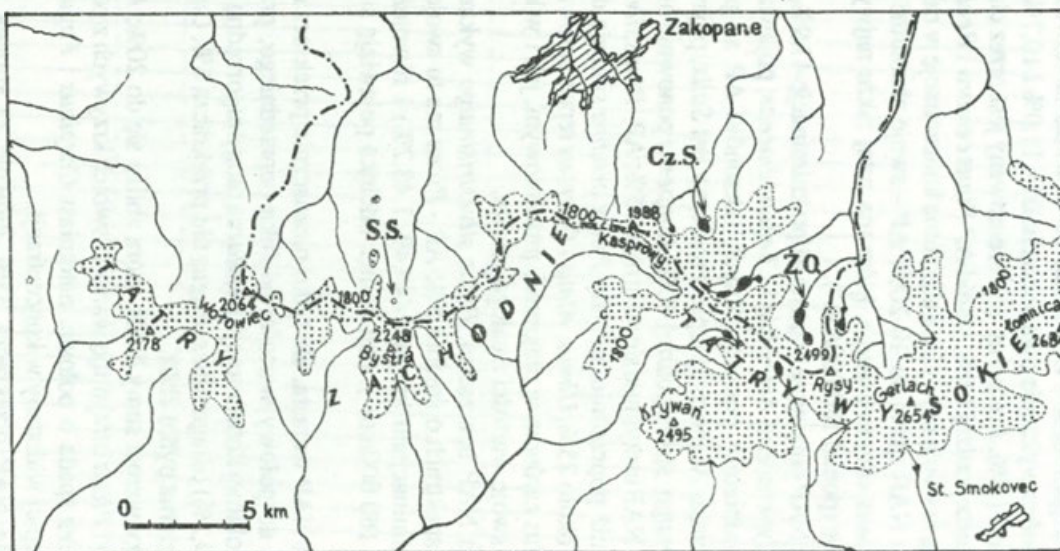 Zakopane
Cz.S.
1800
1988
Kasprowy
S.S.
TATRY ZACHODNIE
Wołowiec
2064
2178
1800
2248
Bystra
Z.O.
1800
1800
TATRY WYSOKIE
2499
Rysy
Gerlach
2654
Krywań
2495
Łomnica
268
St. Smokovec
0 5 km